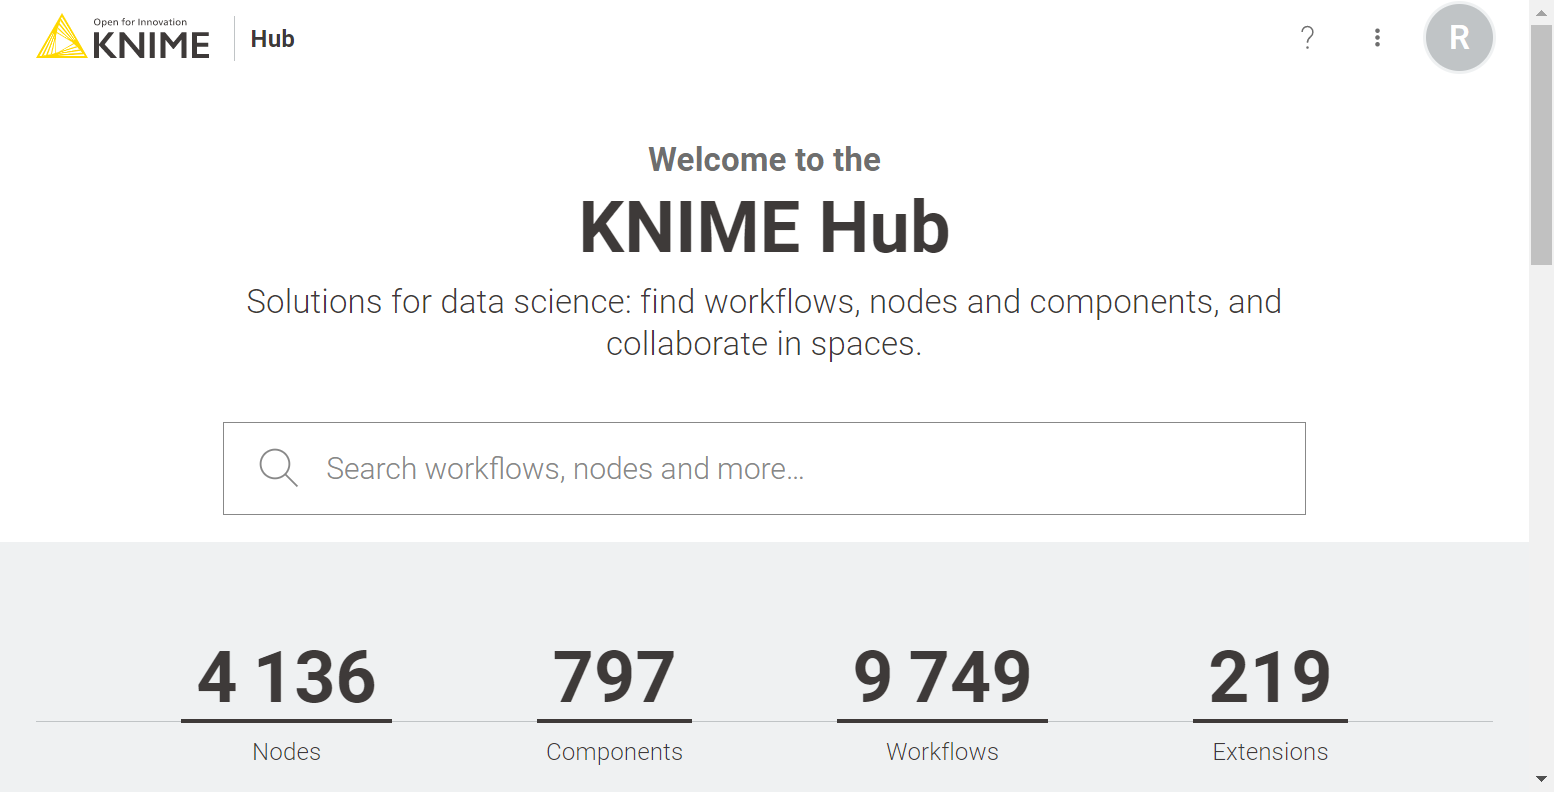 Open for Innovation
KNIME
Hub
?
R
Welcome to the
KNIME Hub
Solutions for data science: find workflows, nodes and components, and
collaborate in spaces.
Search workflows, nodes and more...
4 136
797
9 749
219
Nodes
Components
Workflows
Extensions